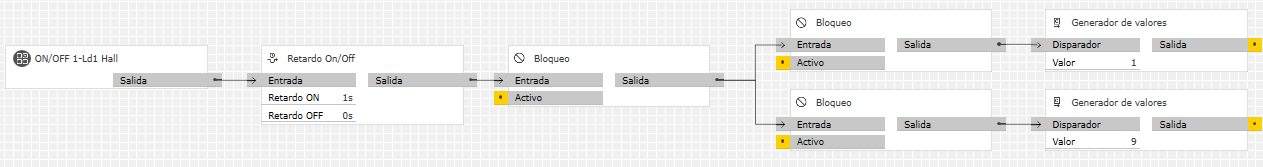 ON/OFF 1-Ld1 Hall
Salida
Retardo On/Off
Entrada Salida
Retardo ON 1s
Retardo OFF 0s
Bloqueo
Entrada Salida
Activo
Bloqueo
Entrada Salida
Activo
Generador de valores
Disparador Salida
Valor 1
Bloqueo
Entrada Salida
Activo
Generador de valores
Disparador Salida
Valor 9